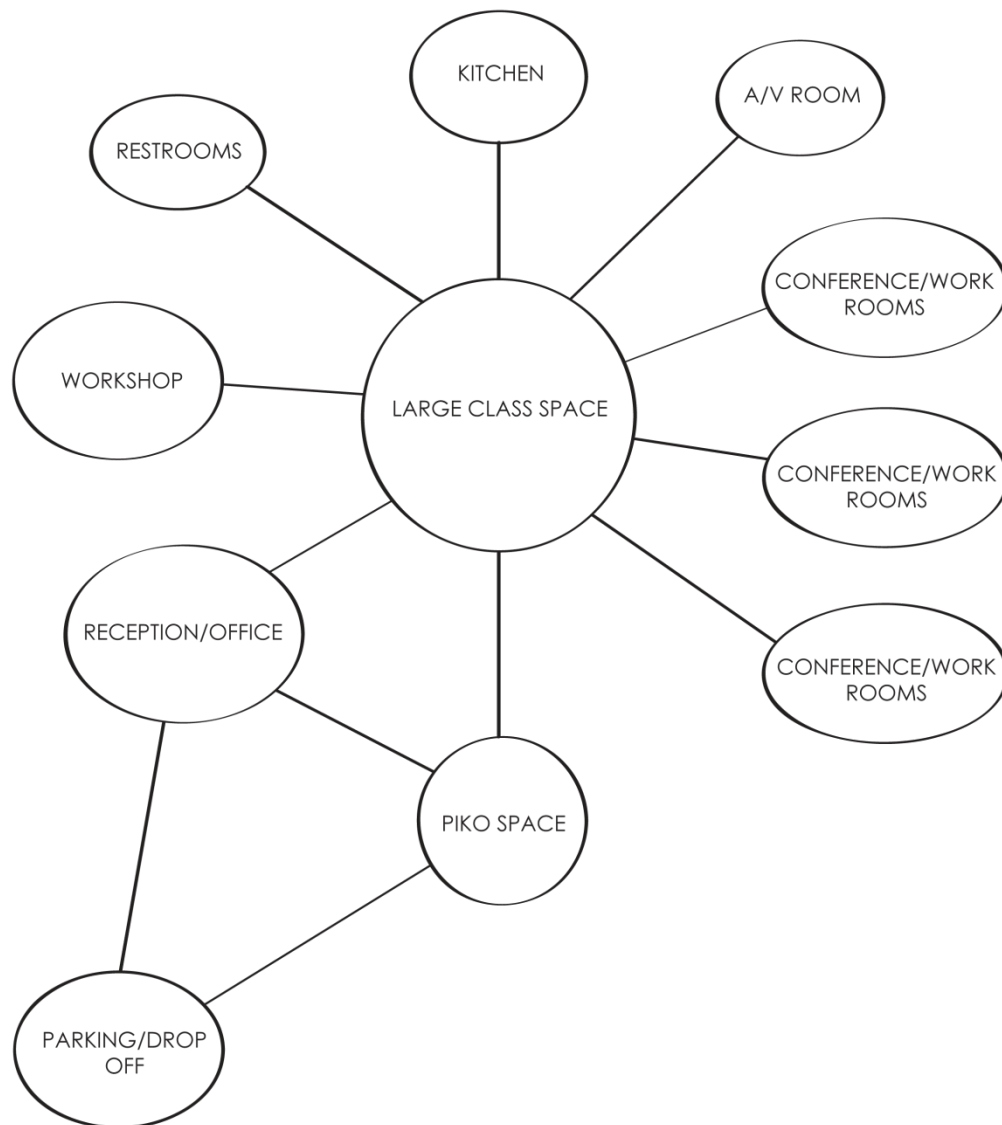 KITCHEN
A/V ROOM
RESTROOMS
CONFERENCE/WORK
ROOMS
WORKSHOP
LARGE CLASS SPACE
CONFERENCE/WORK
ROOMS
RECEPTION/OFFICE
CONFERENCE/WORK
ROOMS
PIKO SPACE
PARKING/DROP
OFF